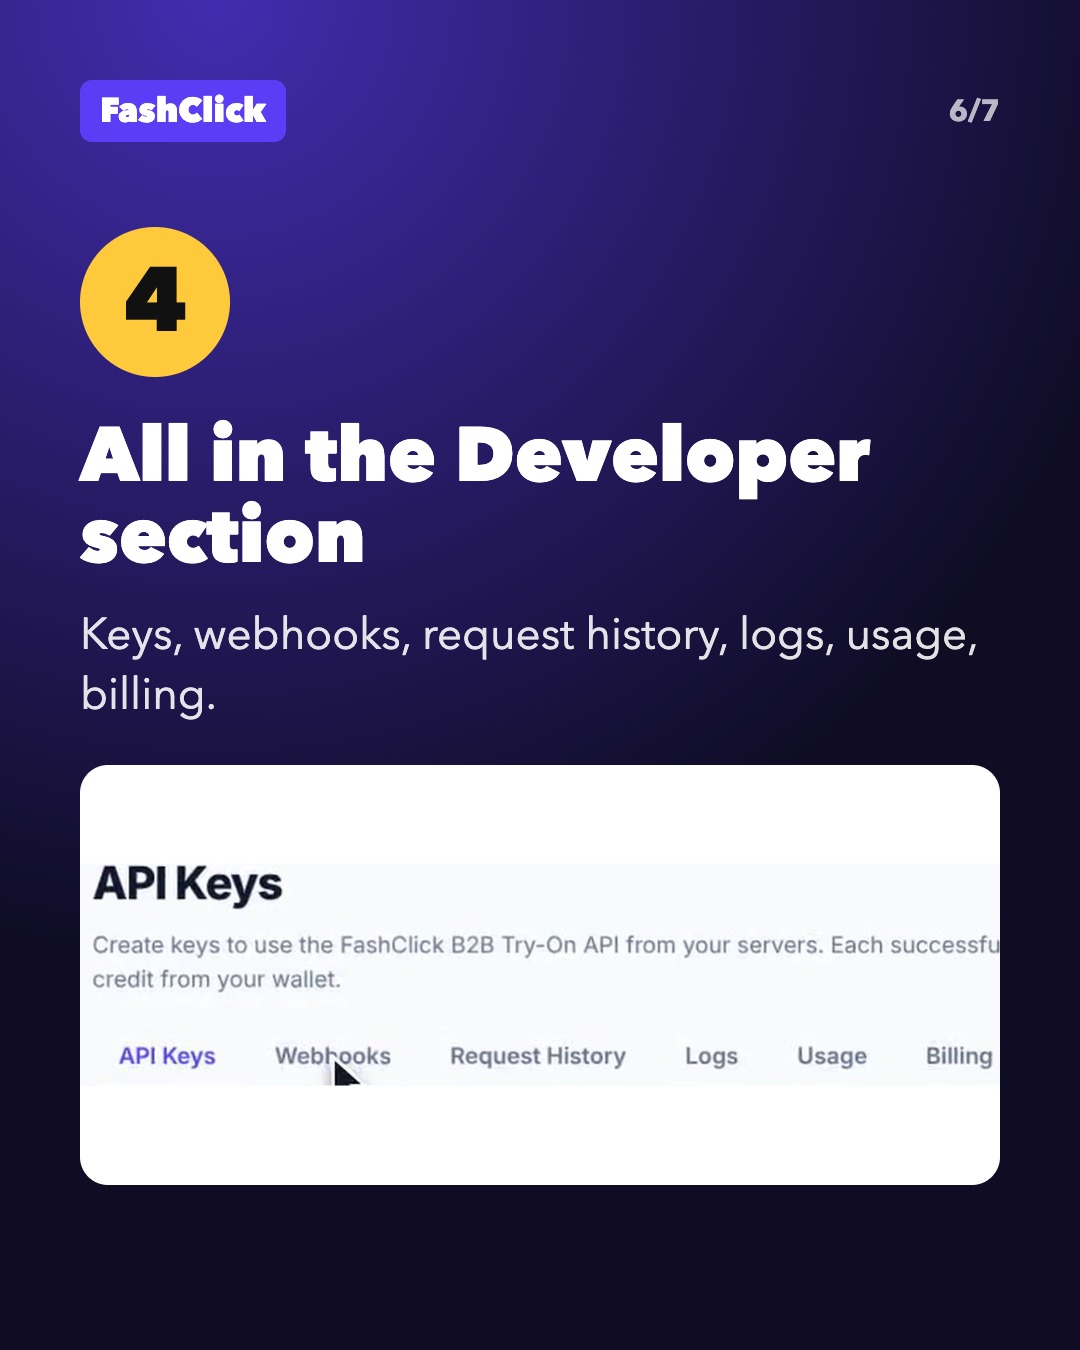 FashClick
6/7
4
All in the Developer
section
Keys, webhooks, request history, logs, usage,
billing.
API Keys
Create keys to use the FashClick B2B Try-On API from your servers. Each successfu
credit from your wallet.
API Keys Webhooks Request History Logs Usage Billing